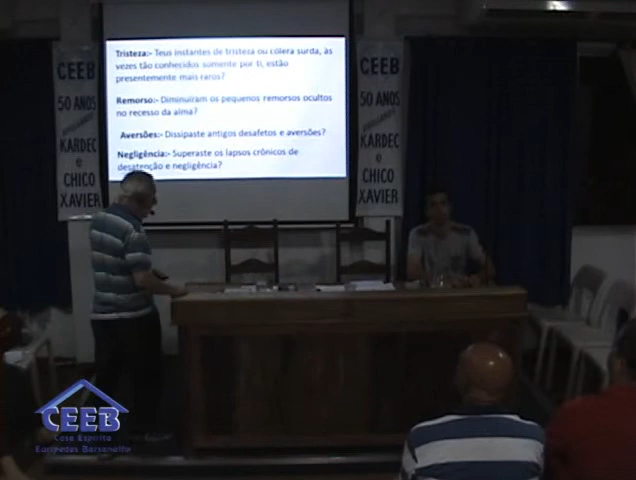 Tristeza:- Teus instantes de tristeza ou cólera surda, às
vezes tão conhecidos somente por ti, estão
presentemente mais raros?
Remorso:- Diminuíram os pequenos remorsos ocultos
no recesso da alma?
Aversões:- Dissipaste antigos desafetos e aversões?
Negligência:- Superaste os lapsos crônicos de
desatenção e negligência?
CEEB
50 ANOS
KARDEC
e
CHICO
XAVIER
CEEB
50 ANOS
KARDEC
e
CHICO
XAVIER
CEEB
Casa Espírita
Eurípedes Barsanulfo